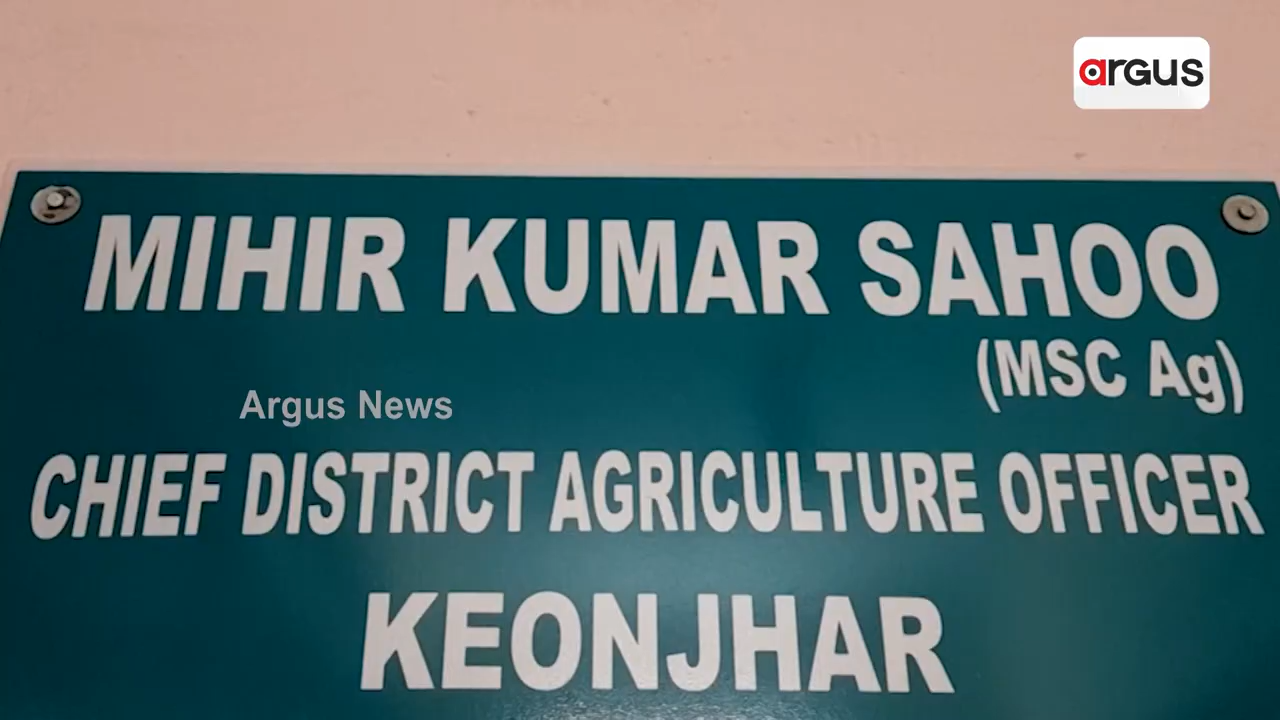 argus
MIHIR KUMAR SAHOO
(MSC Ag)
Argus News
CHIEF DISTRICT AGRICULTURE OFFICER
KEONJHAR